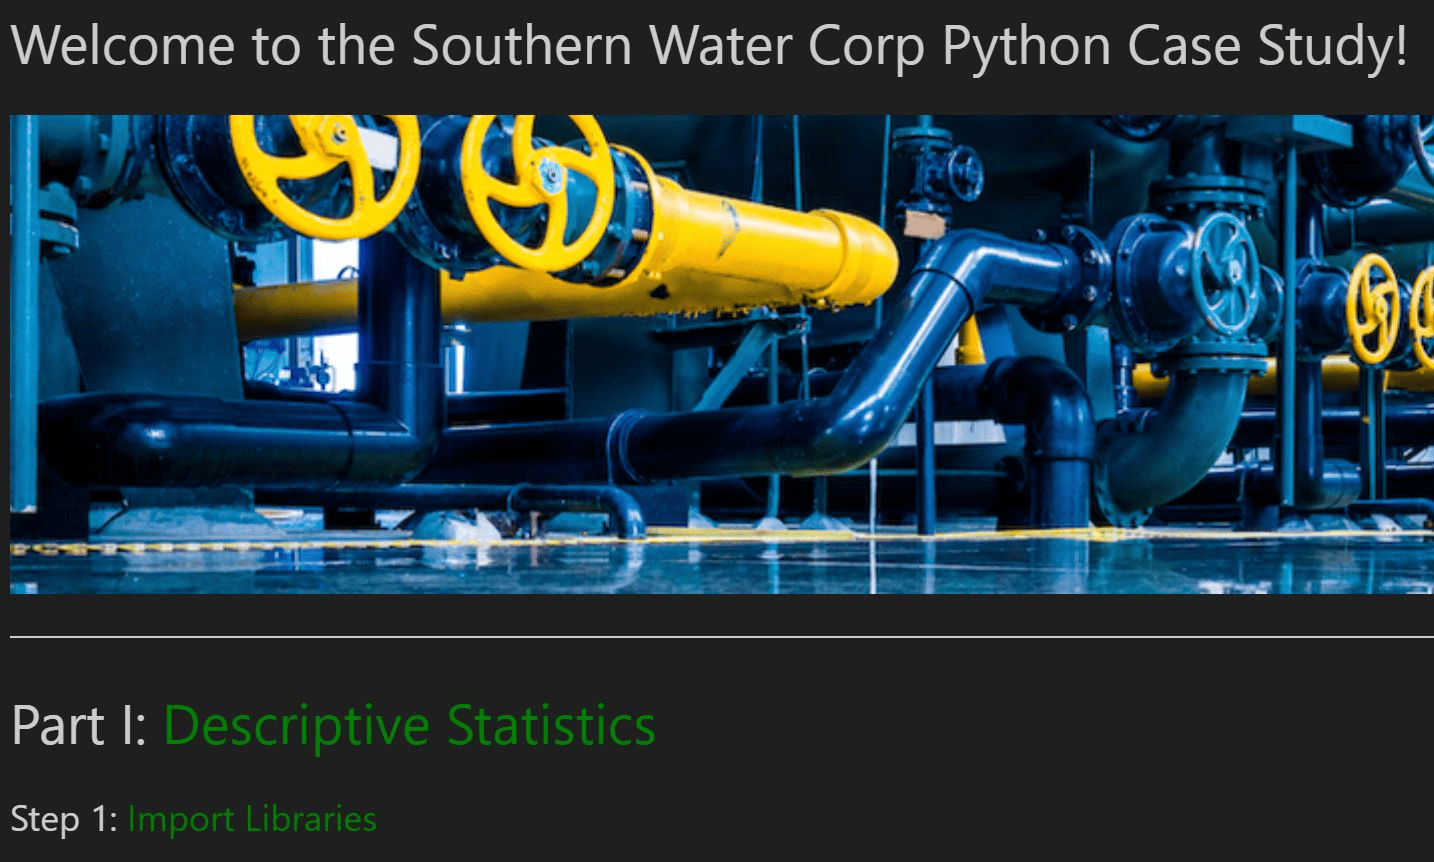 Welcome to the Southern Water Corp Python Case Study!
Part I: Descriptive Statistics
Step 1: Import Libraries